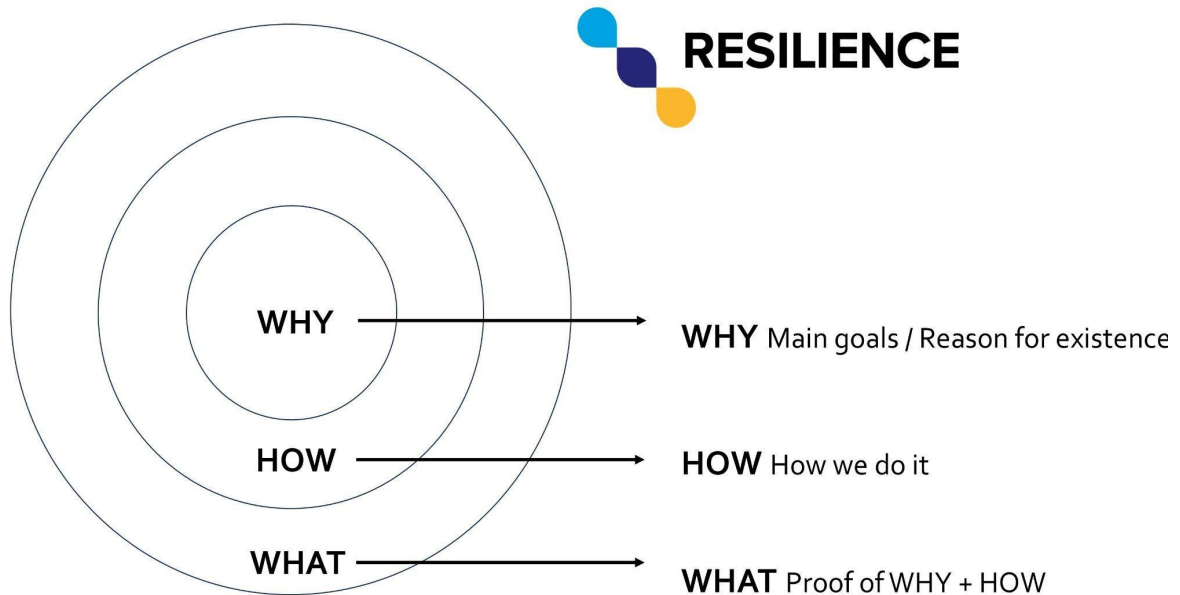 RESILIENCE
WHY
WHY Main goals / Reason for existence
HOW
HOW How we do it
WHAT
WHAT Proof of WHY + HOW